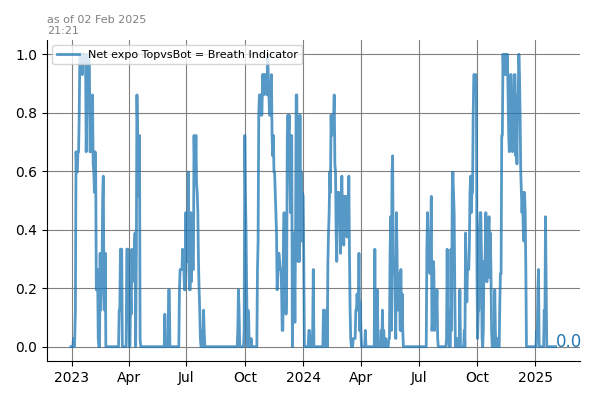 as of 02 Feb 2025
21:21
Net expo TopvsBot = Breath Indicator
1.0
0.8
0.6
0.4
0.2
0.0
0.0
2023 Apr Jul Oct 2024 Apr Jul Oct 2025